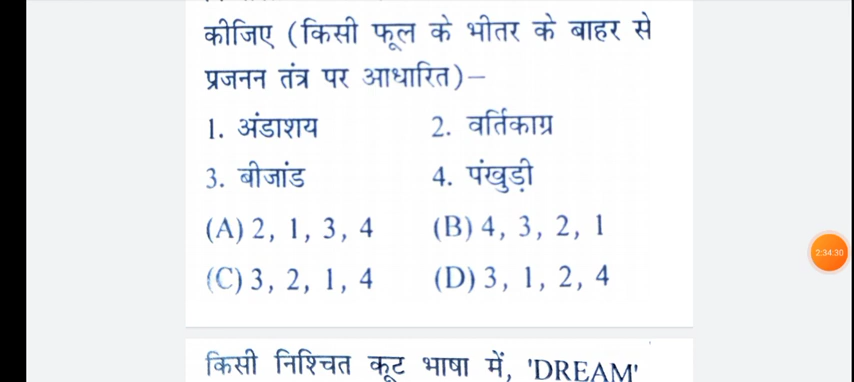 कीजिए (किसी फूल के भीतर के बाहर से
प्रजनन तंत्र पर आधारित)–
1. अंडाशय 2. वर्तिकाग्र
3. बीजांड 4. पंखुड़ी
(A) 2, 1, 3, 4 (B) 4, 3, 2, 1
(C) 3, 2, 1, 4 (D) 3, 1, 2, 4
2:34:30
किसी निश्चित कूट भाषा में, 'DREAM'